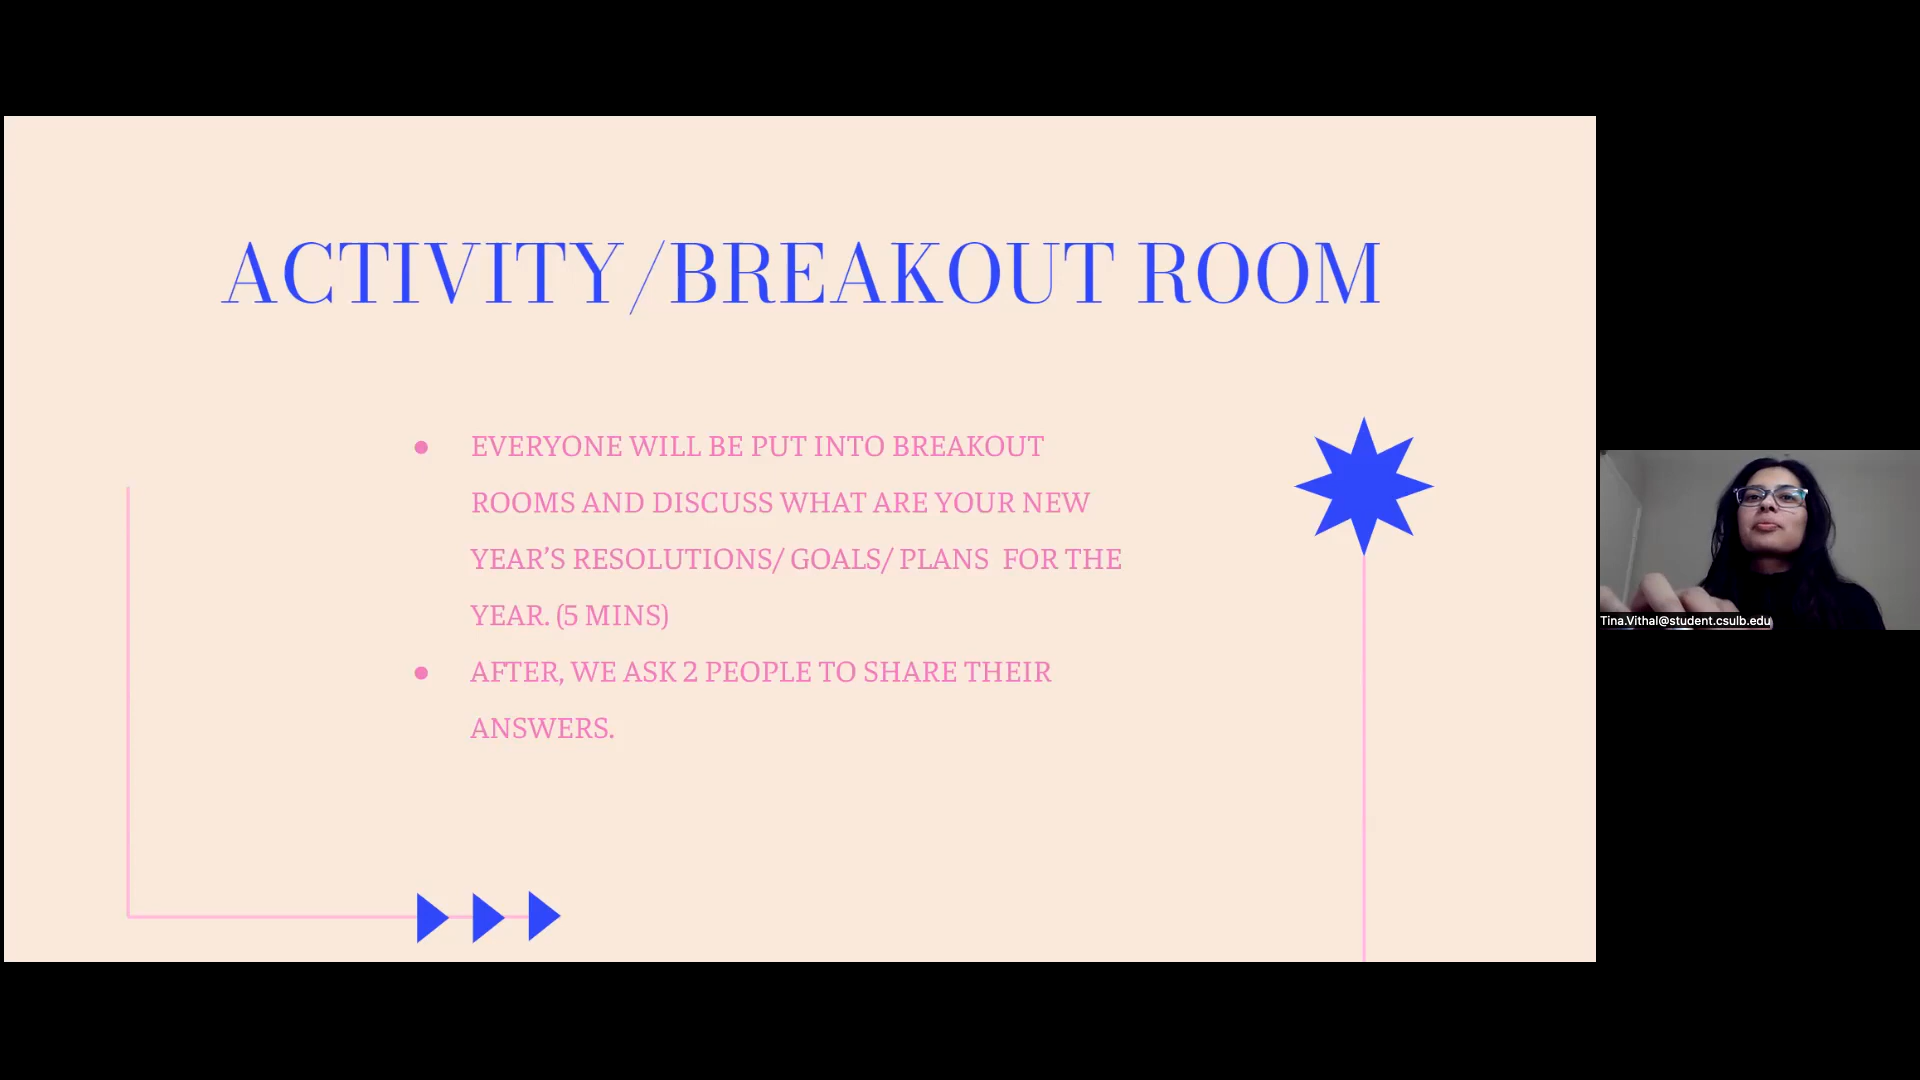 ACTIVITY/BREAKOUT ROOM
● EVERYONE WILL BE PUT INTO BREAKOUT
ROOMS AND DISCUSS WHAT ARE YOUR NEW
YEAR’S RESOLUTIONS/ GOALS/ PLANS  FOR THE
YEAR. (5 MINS)
● AFTER, WE ASK 2 PEOPLE TO SHARE THEIR
ANSWERS.
Tina.Vithal@student.csulb.edu